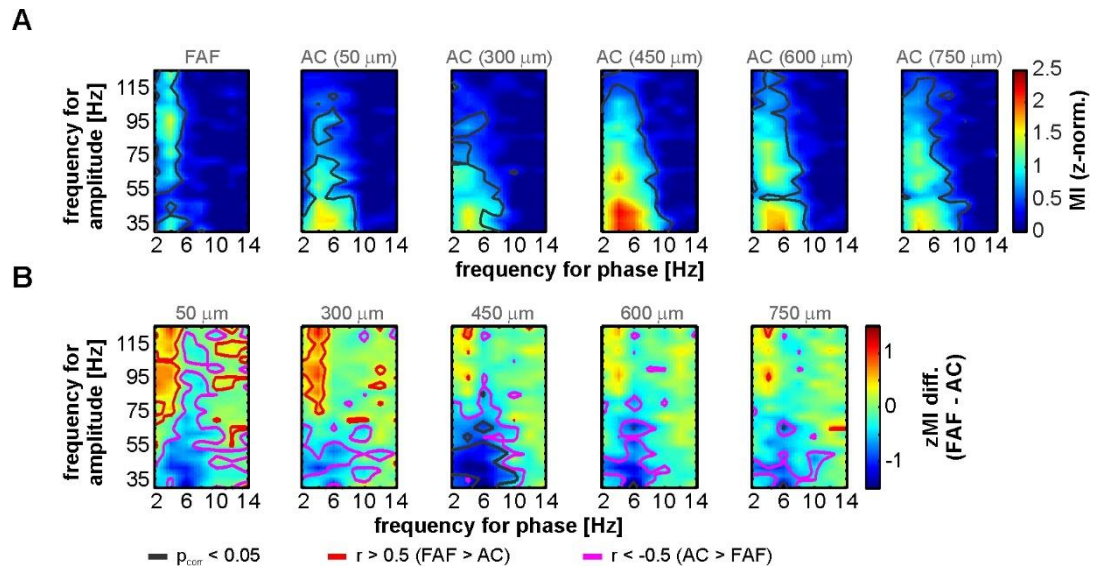 A
FAF AC (50 μm) AC (300 μm) AC (450 μm) AC (600 μm) AC (750 μm)
frequency for
amplitude [Hz]
115
95
75
55
35
2 6 10 14 2 6 10 14 2 6 10 14 2 6 10 14 2 6 10 14 2 6 10 14
frequency for phase [Hz]
2.5
2
1.5
1
0.5
0
MI (z-norm.)
B
50 μm 300 μm 450 μm 600 μm 750 μm
frequency for
amplitude [Hz]
115
95
75
55
35
2 6 10 14 2 6 10 14 2 6 10 14 2 6 10 14 2 6 10 14
frequency for phase [Hz]
1
0
-1
zMI diff.
(FAF - AC)
p_corr < 0.05 r > 0.5 (FAF > AC) r < -0.5 (AC > FAF)